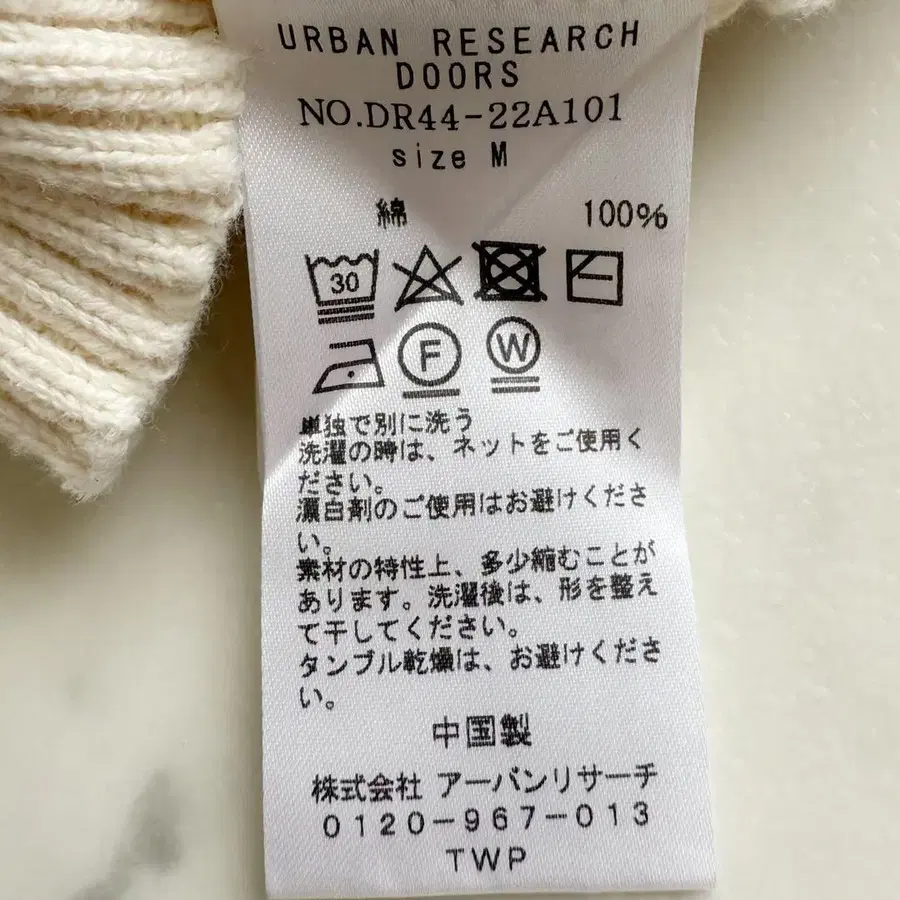 URBAN RESEARCH
DOORS
NO.DR44-22A101
size M
綿 100%
30
F W
単独で別に洗う
洗濯の時は、ネットをご使用く
ださい。
漂白剤のご使用はお避けくださ
い。
素材の特性上、多少縮むことが
あります。洗濯後は、形を整え
て干してください。
タンブル乾燥は、お避けくださ
い。
中国製
株式会社 アーバンリサーチ
0120-967-013
TWP